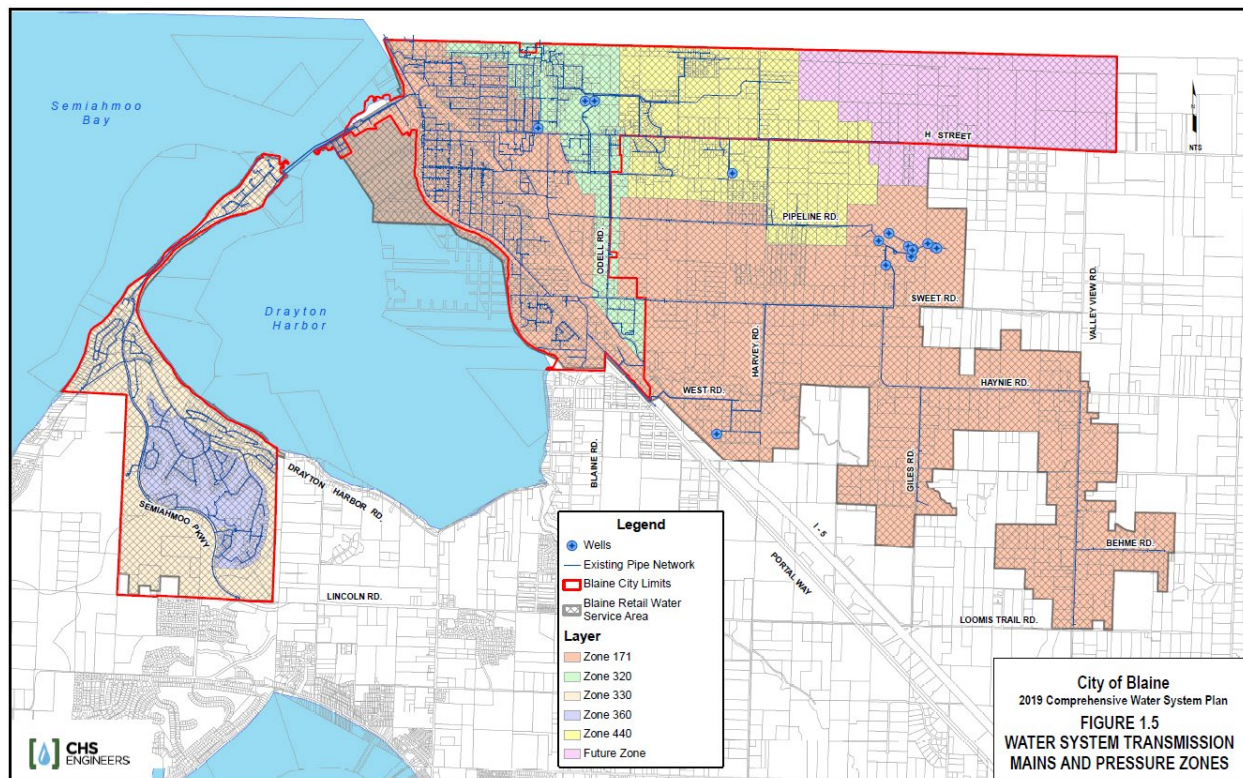 Semiahmoo
Bay
Drayton
Harbor
H STREET
NTS
PIPELINE RD.
ODELL RD.
VALLEY VIEW RD.
SWEET RD.
HARVEY RD.
WEST RD.
HAYNIE RD.
GILES RD.
BLAINE RD.
DRAYTON HARBOR RD.
SEMIAHMOO PKWY
I - 5
PORTAL WAY
BEHME RD.
LINCOLN RD.
LOOMIS TRAIL RD.
Legend
Wells
Existing Pipe Network
Blaine City Limits
Blaine Retail Water
Service Area
Layer
Zone 171
Zone 320
Zone 330
Zone 360
Zone 440
Future Zone
City of Blaine
2019 Comprehensive Water System Plan
FIGURE 1.5
WATER SYSTEM TRANSMISSION
MAINS AND PRESSURE ZONES
CHS
ENGINEERS